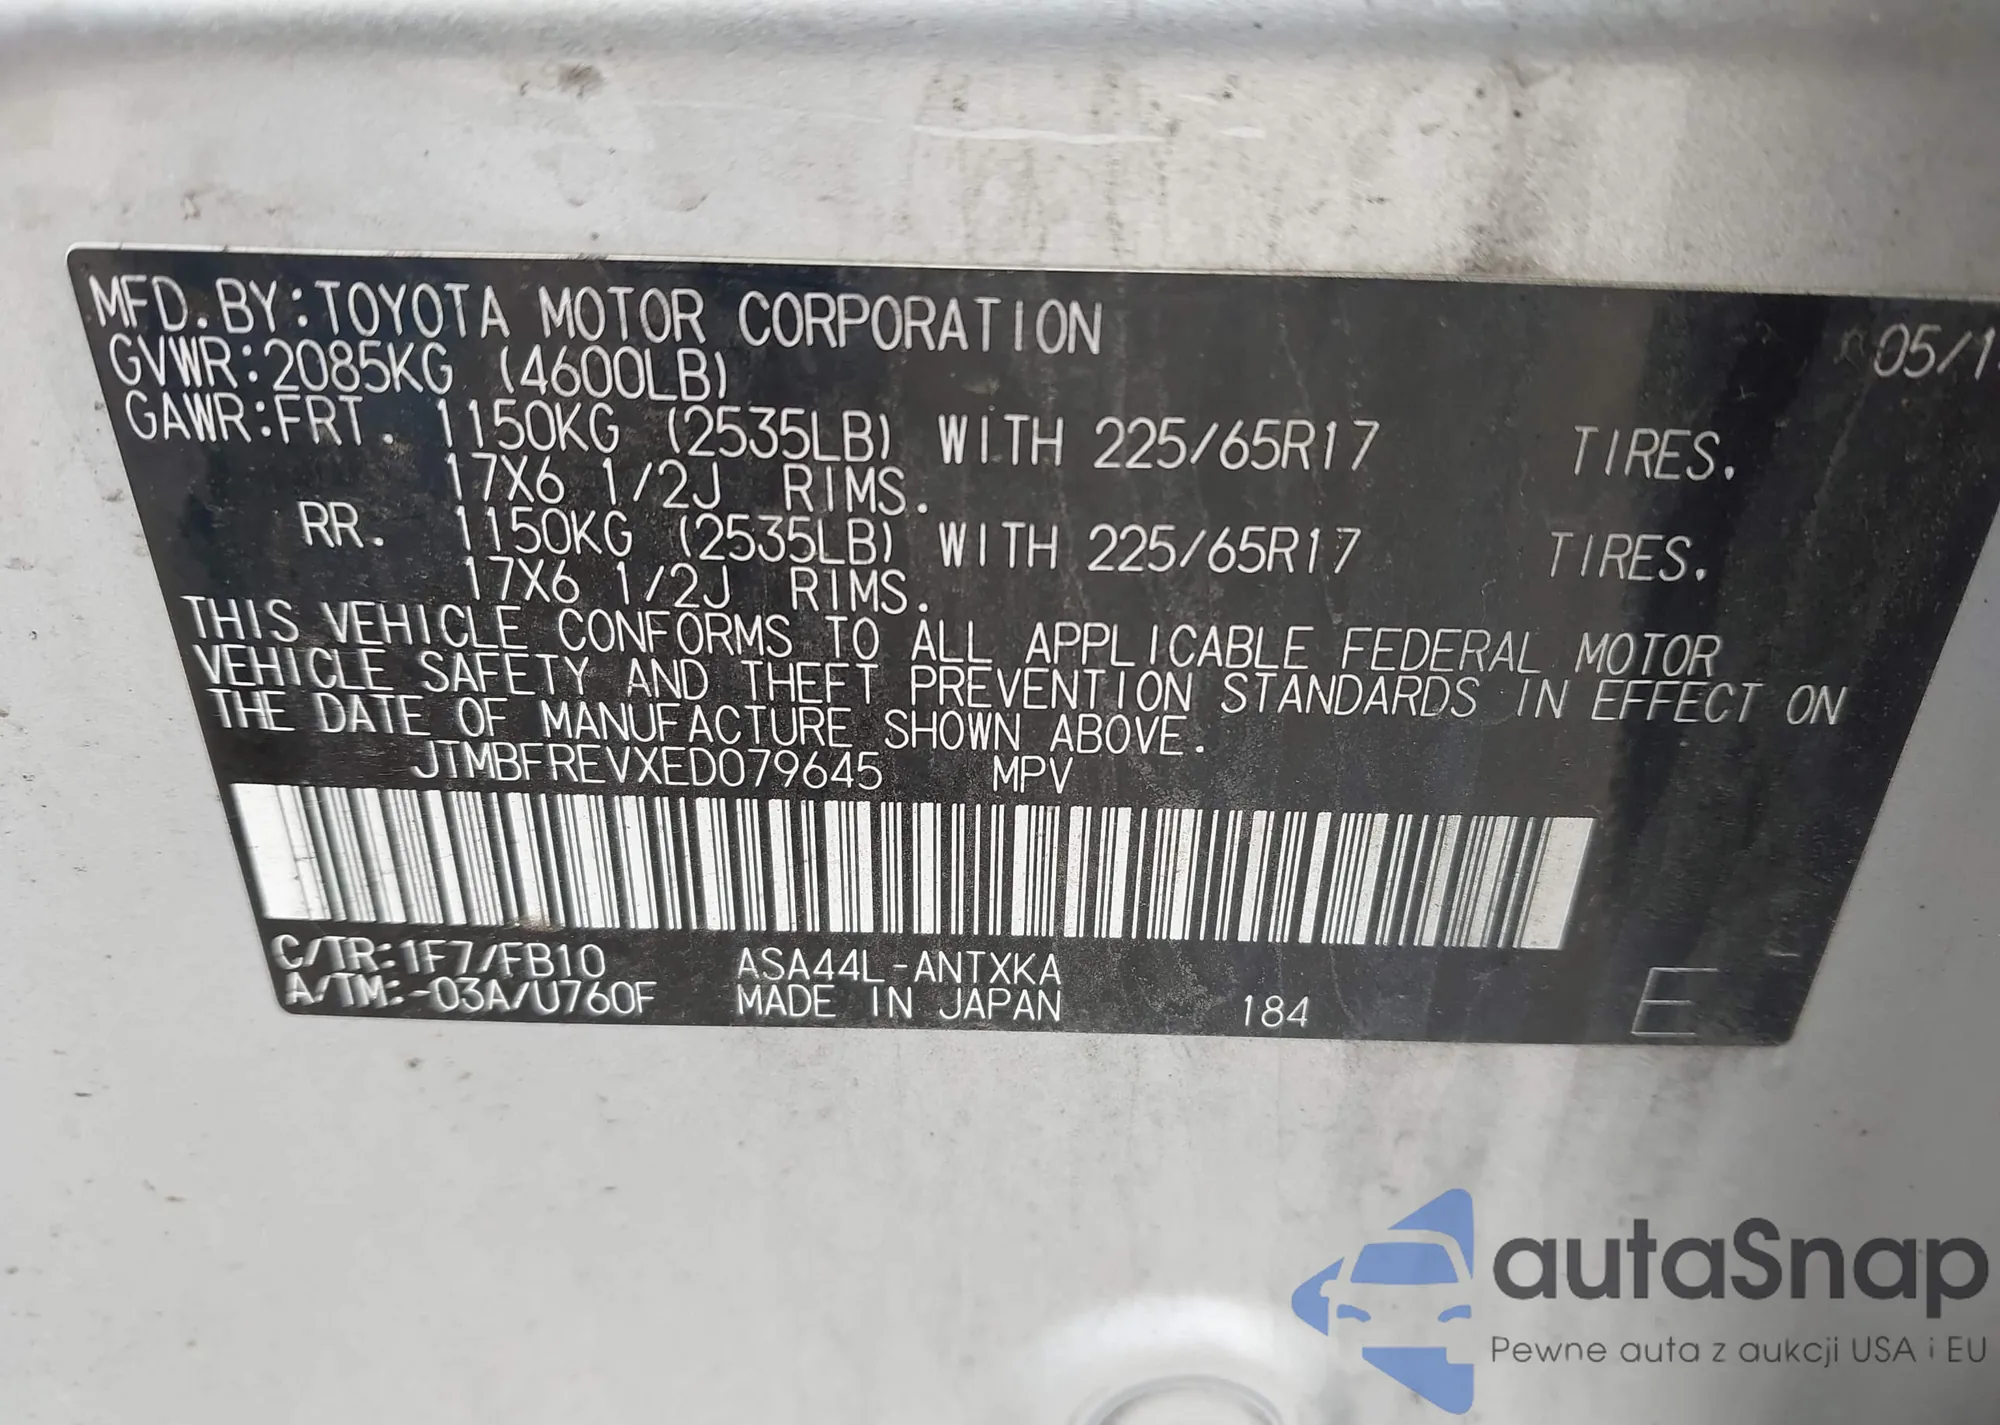 MFD. BY: TOYOTA MOTOR CORPORATION 05/1
GVWR: 2085KG (4600LB)
GAWR: FRT. 1150KG (2535LB) WITH 225/65R17 TIRES.
17X6 1/2J RIMS.
RR. 1150KG (2535LB) WITH 225/65R17 TIRES.
17X6 1/2J RIMS.
THIS VEHICLE CONFORMS TO ALL APPLICABLE FEDERAL MOTOR
VEHICLE SAFETY AND THEFT PREVENTION STANDARDS IN EFFECT ON
THE DATE OF MANUFACTURE SHOWN ABOVE.
JTMBFREVXED079645 MPV
C/TR: 1F7/FB10 ASA44L-ANTXKA
A/TM: -03A/U760F MADE IN JAPAN 184 E
autaSnap
Pewne auta z aukcji USA i EU